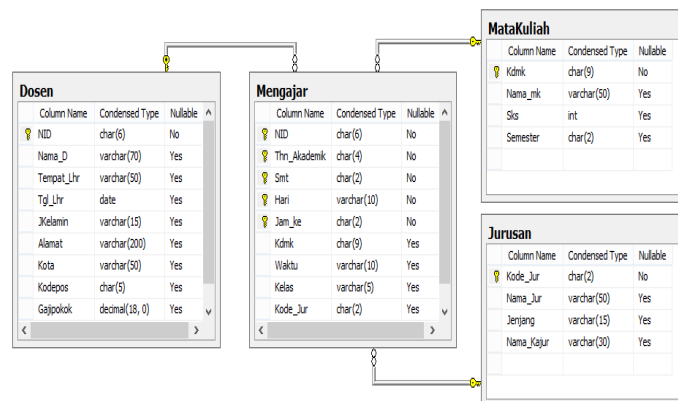 Dosen
Column Name Condensed Type Nullable
NID char(6) No
Nama_D varchar(70) Yes
Tempat_Lhr varchar(50) Yes
Tgl_Lhr date Yes
JKelamin varchar(15) Yes
Alamat varchar(200) Yes
Kota varchar(50) Yes
Kodepos char(5) Yes
Gajipokok decimal(18, 0) Yes
Mengajar
Column Name Condensed Type Nullable
NID char(6) No
Thn_Akademik char(4) No
Smt char(2) No
Hari varchar(10) No
Jam_ke char(2) No
Kdmk char(9) Yes
Waktu varchar(10) Yes
Kelas varchar(5) Yes
Kode_Jur char(2) Yes
MataKuliah
Column Name Condensed Type Nullable
Kdmk char(9) No
Nama_mk varchar(50) Yes
Sks int Yes
Semester char(2) Yes
Jurusan
Column Name Condensed Type Nullable
Kode_Jur char(2) No
Nama_Jur varchar(50) Yes
Jenjang varchar(15) Yes
Nama_Kajur varchar(30) Yes